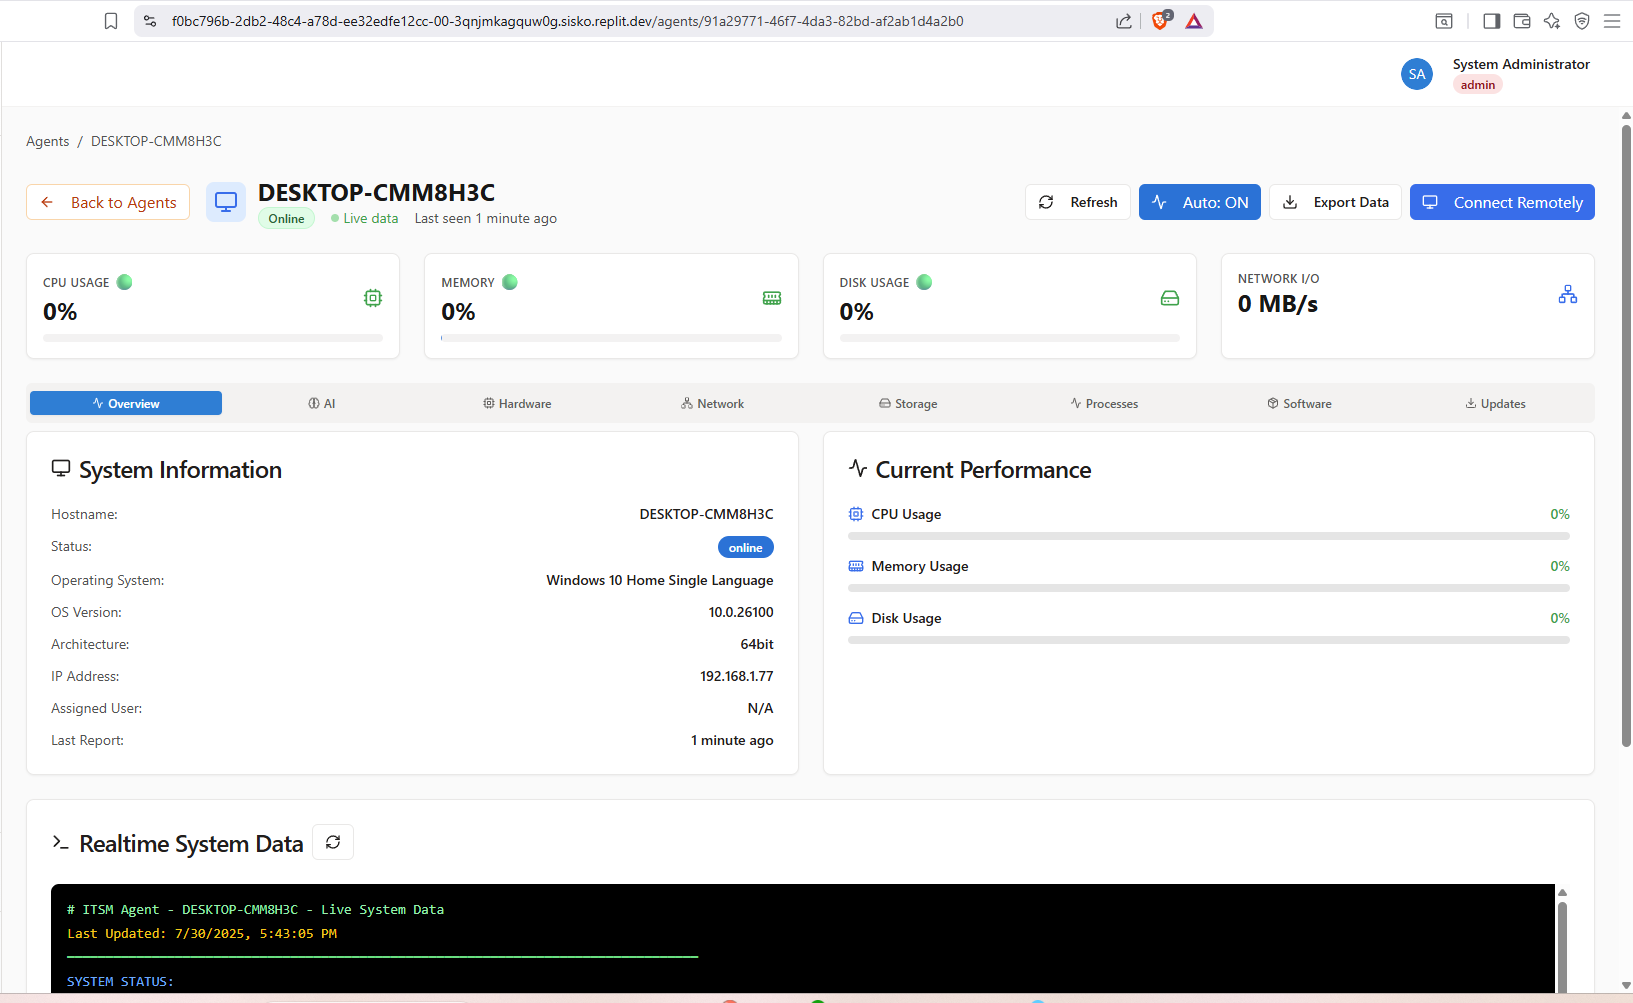 f0bc796b-2db2-48c4-a78d-ee32edfe12cc-00-3qnjmkagquw0g.sisko.replit.dev/agents/91a29771-46f7-4da3-82bd-af2ab1d4a2b0
2
SA
System Administrator
admin
Agents / DESKTOP-CMM8H3C
Back to Agents
DESKTOP-CMM8H3C
Online Live data Last seen 1 minute ago
Refresh
Auto: ON
Export Data
Connect Remotely
CPU USAGE
0%
MEMORY
0%
DISK USAGE
0%
NETWORK I/O
0 MB/s
Overview
AI
Hardware
Network
Storage
Processes
Software
Updates
System Information
Hostname: DESKTOP-CMM8H3C
Status: online
Operating System: Windows 10 Home Single Language
OS Version: 10.0.26100
Architecture: 64bit
IP Address: 192.168.1.77
Assigned User: N/A
Last Report: 1 minute ago
Current Performance
CPU Usage 0%
Memory Usage 0%
Disk Usage 0%
Realtime System Data
# ITSM Agent - DESKTOP-CMM8H3C - Live System Data
Last Updated: 7/30/2025, 5:43:05 PM
SYSTEM STATUS: